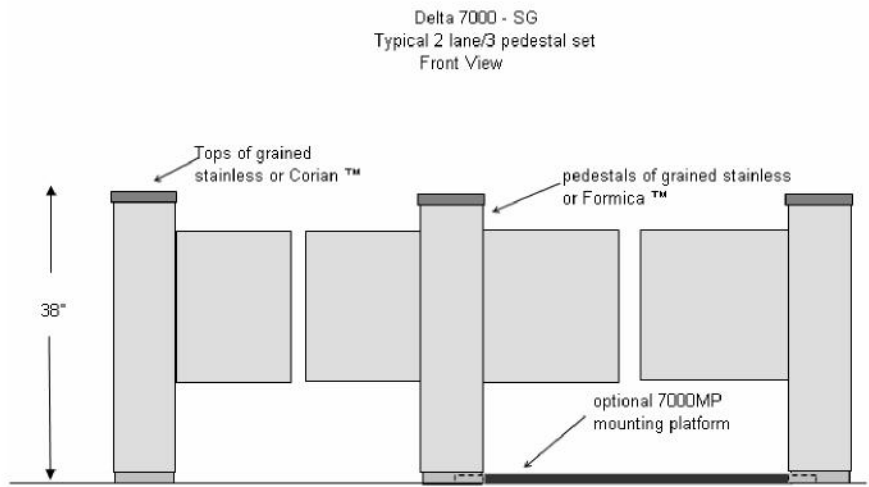 Delta 7000 - SG
Typical 2 lane/3 pedestal set
Front View
Tops of grained
stainless or Corian ™
pedestals of grained stainless
or Formica ™
38"
optional 7000MP
mounting platform